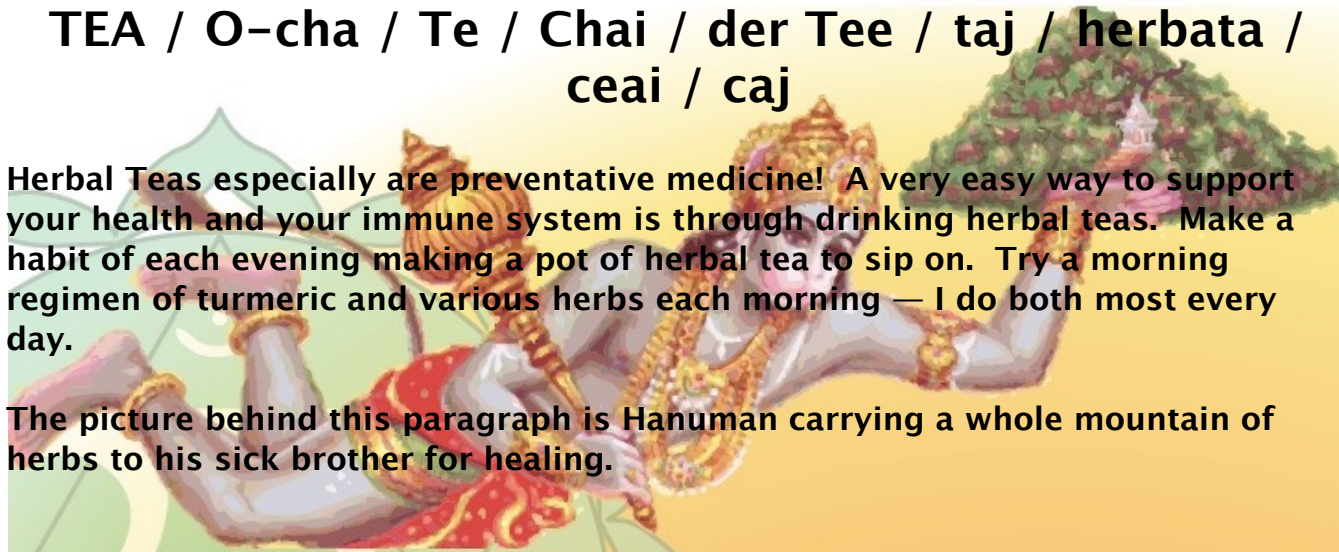 TEA / O-cha / Te / Chai / der Tee / taj / herbata /
ceai / caj
Herbal Teas especially are preventative medicine!  A very easy way to support
your health and your immune system is through drinking herbal teas.  Make a
habit of each evening making a pot of herbal tea to sip on.  Try a morning
regimen of turmeric and various herbs each morning — I do both most every
day.
The picture behind this paragraph is Hanuman carrying a whole mountain of
herbs to his sick brother for healing.